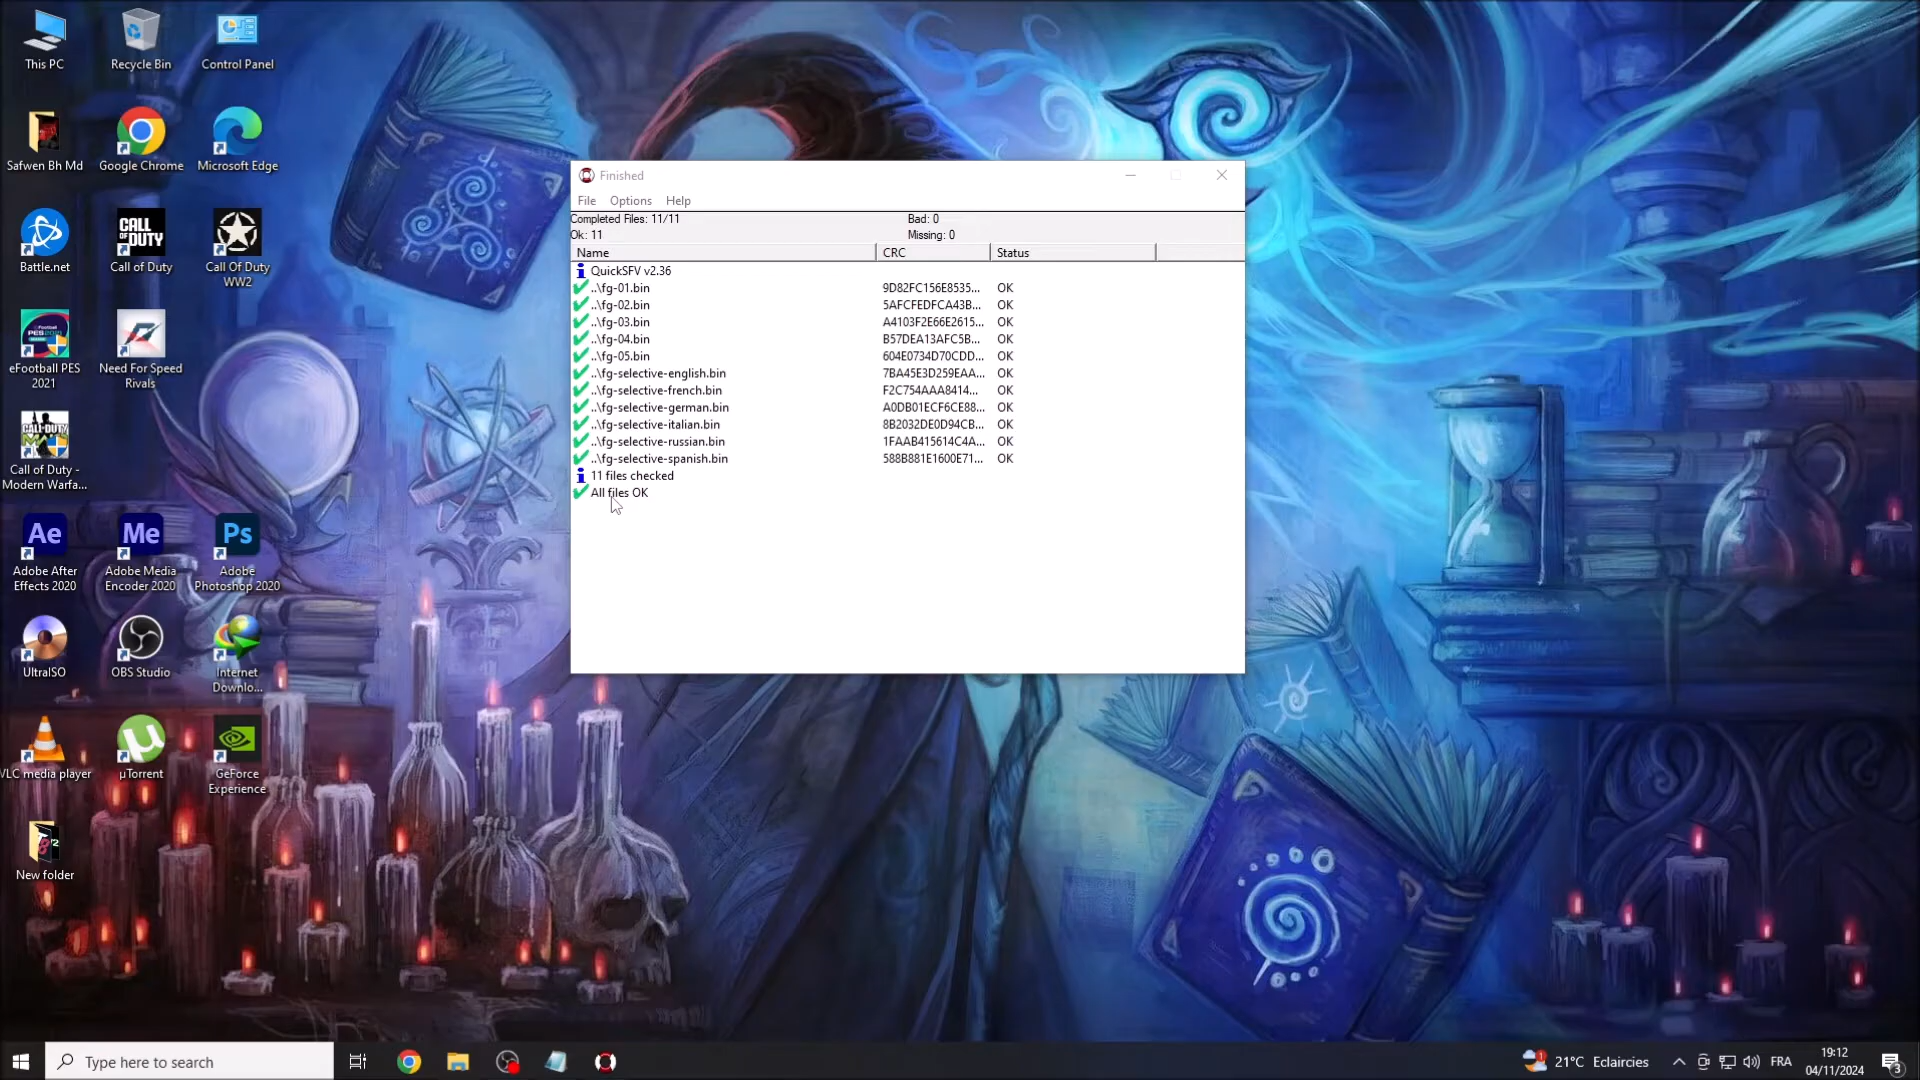 This PC
Recycle Bin
Control Panel
Safwen Bh Md
Google Chrome
Microsoft Edge
Battle.net
CALL OF DUTY
Call of Duty
Call Of Duty
WW2
eFootball PES
2021
Need For Speed
Rivals
Call of Duty -
Modern Warfa...
Ae
Adobe After
Effects 2020
Me
Adobe Media
Encoder 2020
Ps
Adobe
Photoshop 2020
UltraISO
OBS Studio
Internet
Downlo...
VLC media player
µTorrent
GeForce
Experience
New folder
Finished
File Options Help
Completed Files: 11/11 Bad: 0
Ok: 11 Missing: 0
Name CRC Status
QuickSFV v2.36
..\fg-01.bin 9D82FC156E8535... OK
..\fg-02.bin 5AFCFEDFCA43B... OK
..\fg-03.bin A4103F2E66E2615... OK
..\fg-04.bin B57DEA13AFC5B... OK
..\fg-05.bin 604E0734D70CDD... OK
..\fg-selective-english.bin 7BA45E3D259EAA... OK
..\fg-selective-french.bin F2C754AAA8414... OK
..\fg-selective-german.bin A0DB01ECF6CE88... OK
..\fg-selective-italian.bin 8B2032DE0D94CB... OK
..\fg-selective-russian.bin 1FAAB415614C4A... OK
..\fg-selective-spanish.bin 588B881E1600E71... OK
11 files checked
All files OK
Type here to search
1
21°C Eclaircies
FRA
19:12
04/11/2024
3